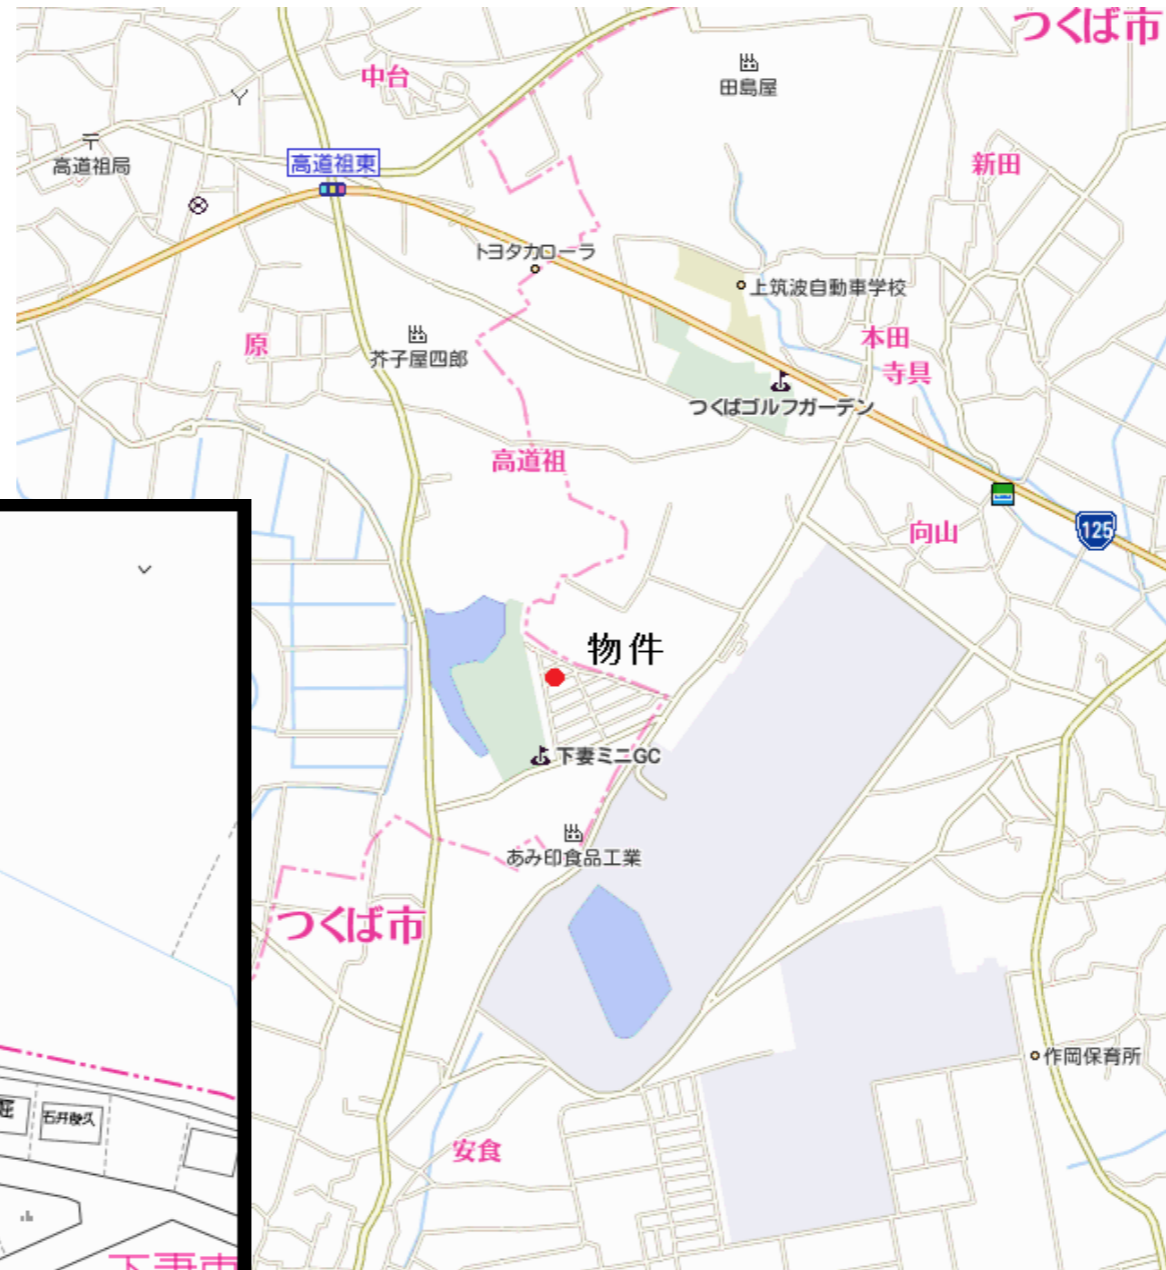 つくば市
中台
田島屋
高道祖東
高道祖局
新田
トヨタカローラ
上筑波自動車学校
原
芥子屋四郎
本田
寺具
つくばゴルフガーデン
高道祖
向山
125
物件
下妻ミニGC
あみ印食品工業
つくば市
作岡保育所
安食
下妻市